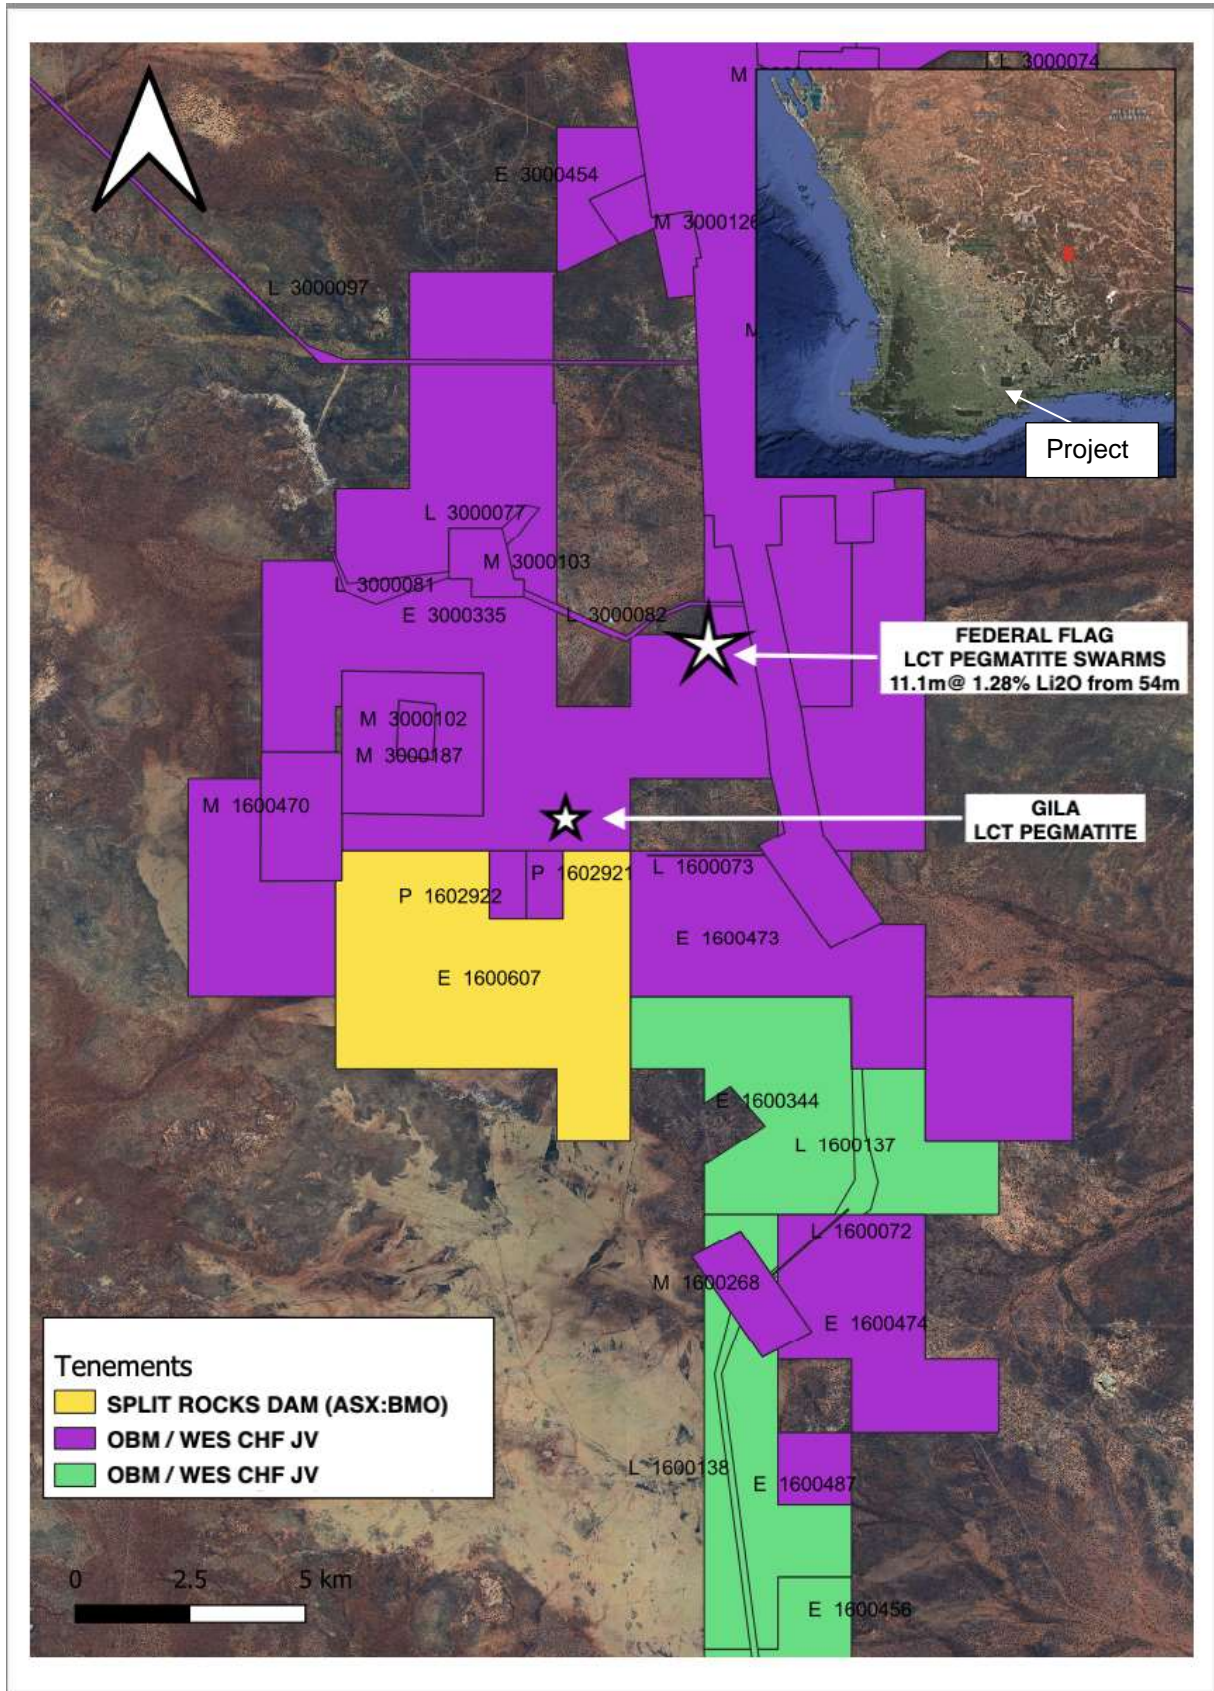 L 3000074
M
E 3000454
M 3000126
L 3000097
M
Project
L 3000077
M 3000103
L 3000081
E 3000335
L 3000082
FEDERAL FLAG
LCT PEGMATITE SWARMS
11.1m@ 1.28% Li2O from 54m
M 3000102
M 3000187
M 1600470
GILA
LCT PEGMATITE
P 1602921
L 1600073
P 1602922
E 1600473
E 1600607
E 1600344
L 1600137
L 1600072
M 1600268
E 1600474
Tenements
SPLIT ROCKS DAM (ASX:BMO)
OBM / WES CHF JV
OBM / WES CHF JV
L 1600138
E 1600487
0 2.5 5 km
E 1600456